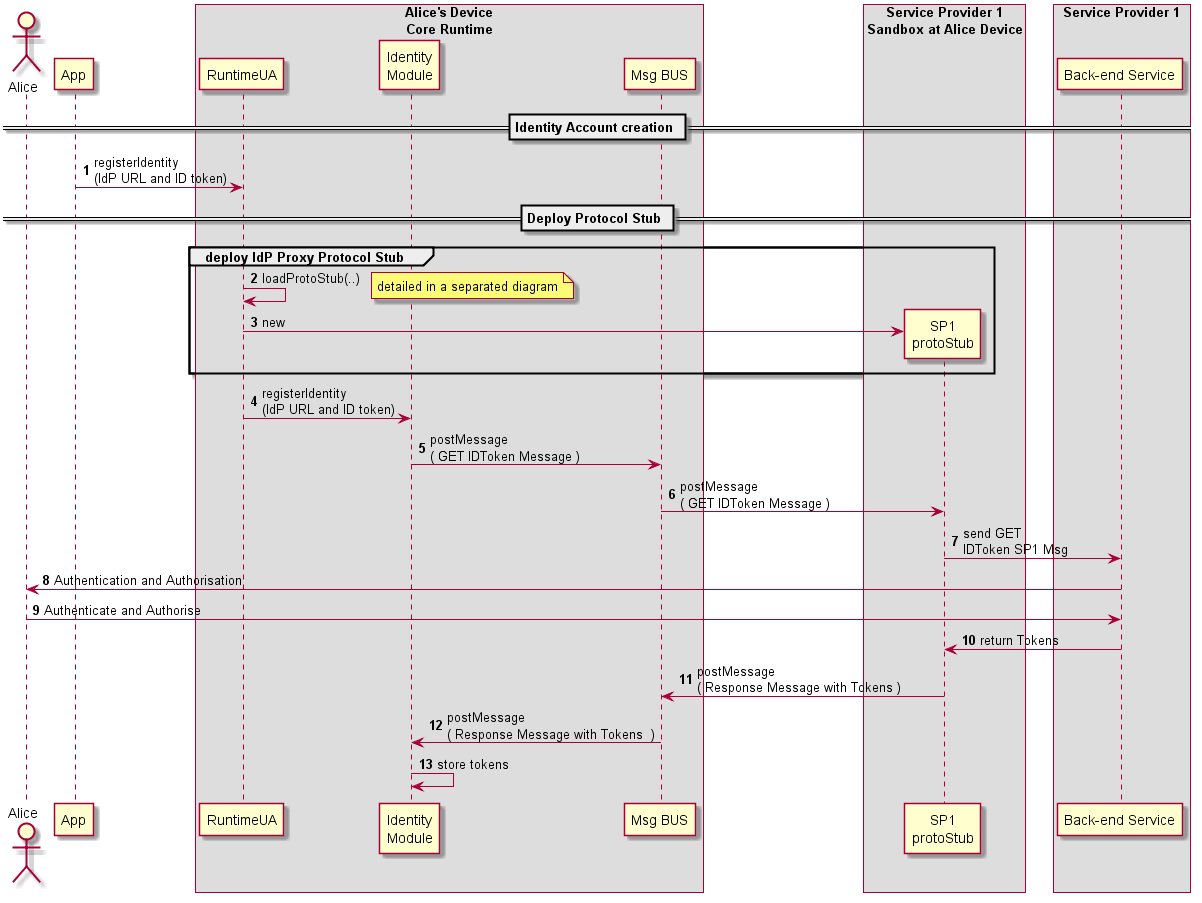 Alice's Device
Core Runtime
Service Provider 1
Sandbox at Alice Device
Service Provider 1
Alice
App
RuntimeUA
Identity
Module
Msg BUS
Back-end Service
Identity Account creation
1 registerIdentity
(IdP URL and ID token)
Deploy Protocol Stub
deploy IdP Proxy Protocol Stub
2 loadProtoStub(..)
detailed in a separated diagram
3 new
SP1
protoStub
4 registerIdentity
(IdP URL and ID token)
5 postMessage
( GET IDToken Message )
6 postMessage
( GET IDToken Message )
7 send GET
IDToken SP1 Msg
8 Authentication and Authorisation
9 Authenticate and Authorise
10 return Tokens
11 postMessage
( Response Message with Tokens )
12 postMessage
( Response Message with Tokens )
13 store tokens
Alice
App
RuntimeUA
Identity
Module
Msg BUS
SP1
protoStub
Back-end Service